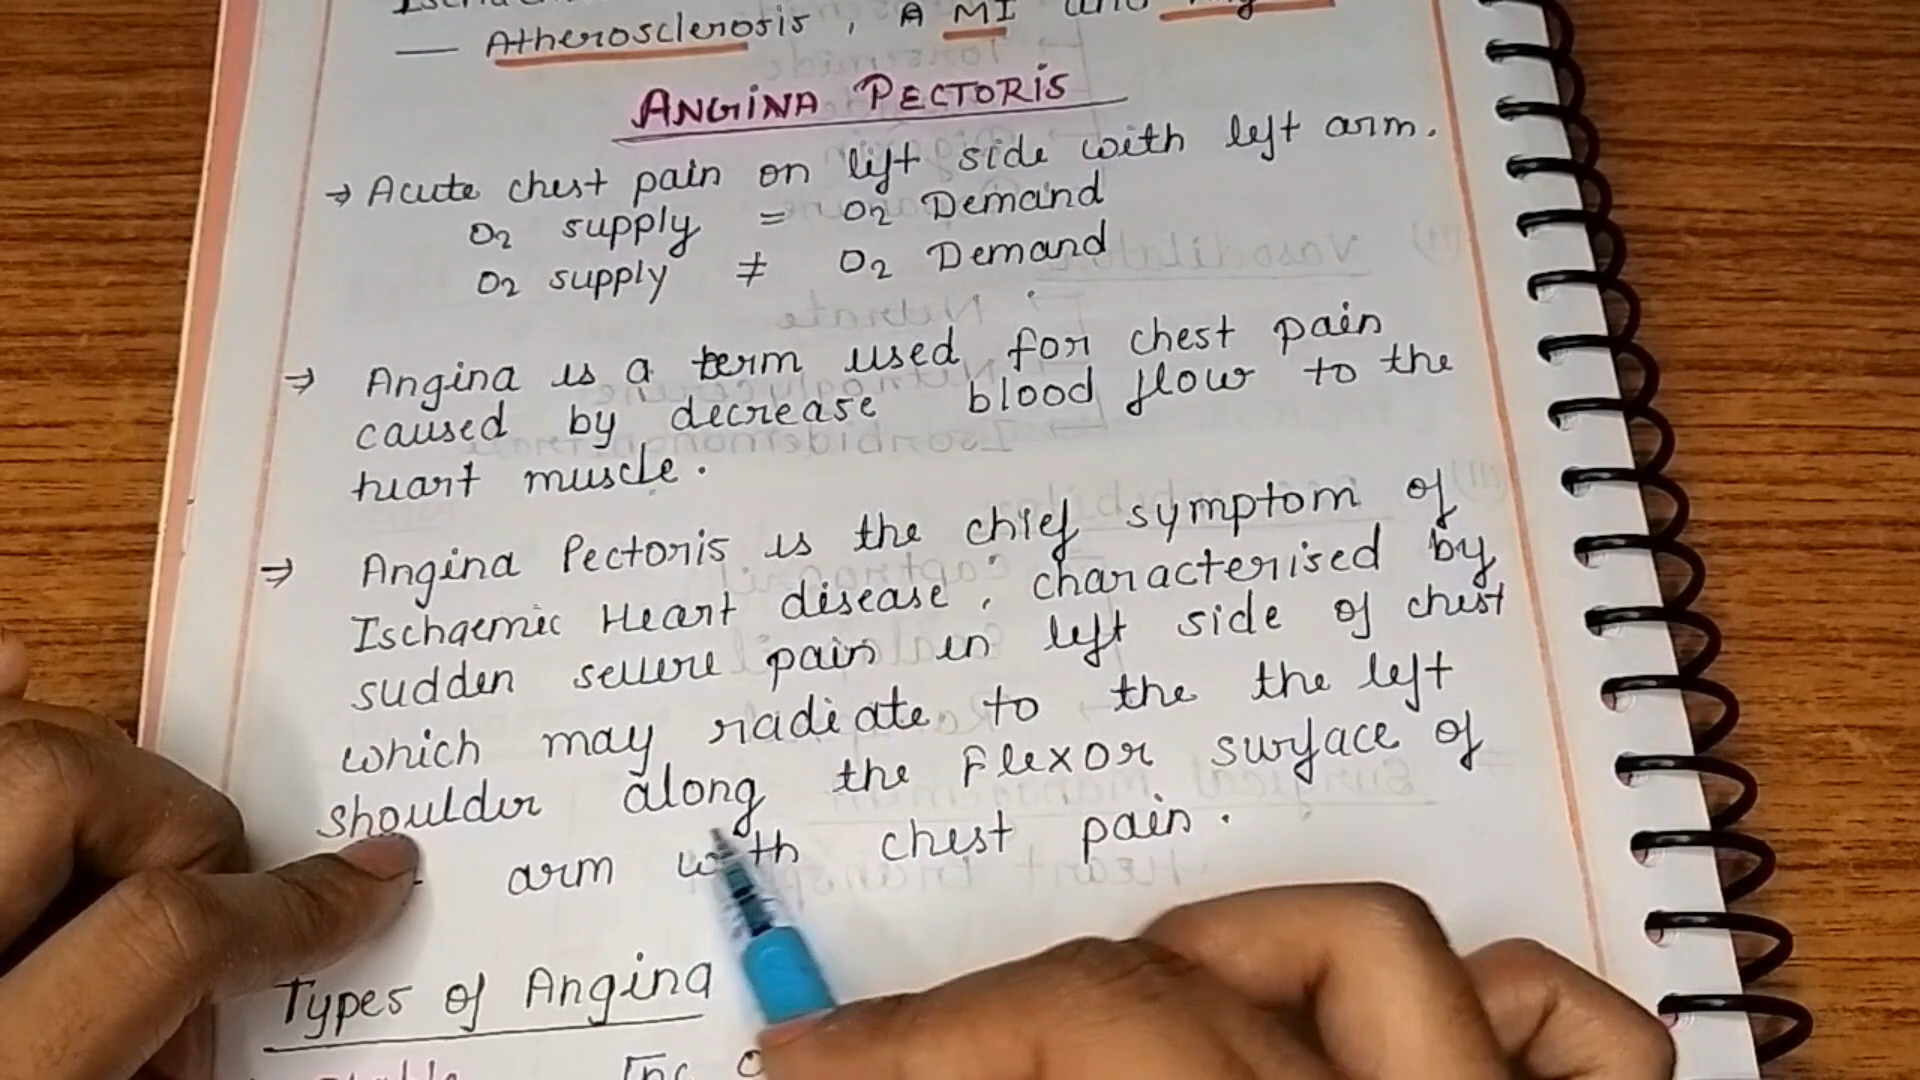 — Atherosclerosis, A MI and
ANGINA PECTORIS
→ Acute chest pain on left side with left arm.
O2 supply = O2 Demand
O2 supply ≠ O2 Demand
→ Angina is a term used for chest pain
caused by decrease blood flow to the
heart muscle.
→ Angina Pectoris is the chief symptom of
Ischaemic Heart disease, characterised by
sudden severe pain in left side of chest
which may radiate to the the left
shoulder along the Flexor surface of
arm with chest pain.
Types of Angina